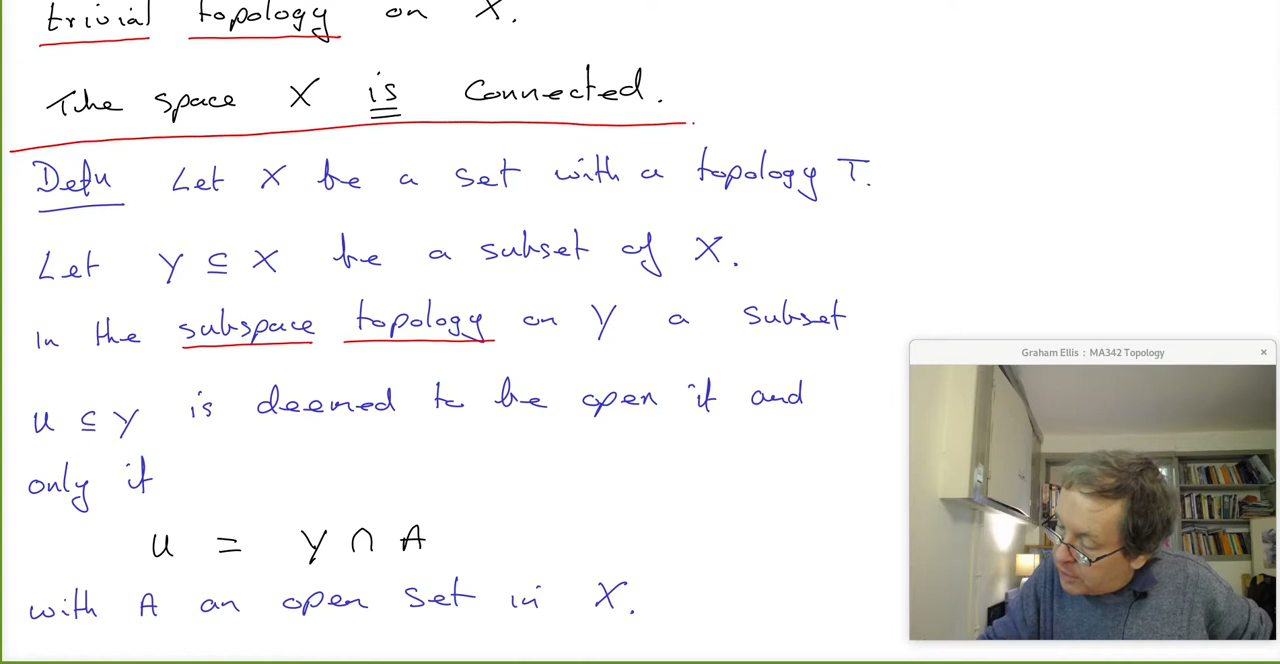 trivial topology on X.
The space X is connected.
Defn Let X be a set with a topology T.
Let Y ⊆ X be a subset of X.
In the subspace topology on Y a subset
U ⊆ Y is deemed to be open if and
only if
U = Y ∩ A
with A an open set in X.
Graham Ellis : MA342 Topology
×